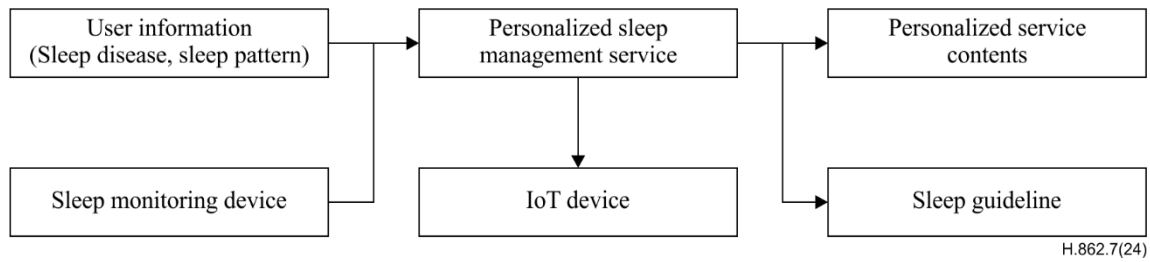 User information
(Sleep disease, sleep pattern)
Personalized sleep
management service
Personalized service
contents
Sleep monitoring device
IoT device
Sleep guideline
H.862.7(24)